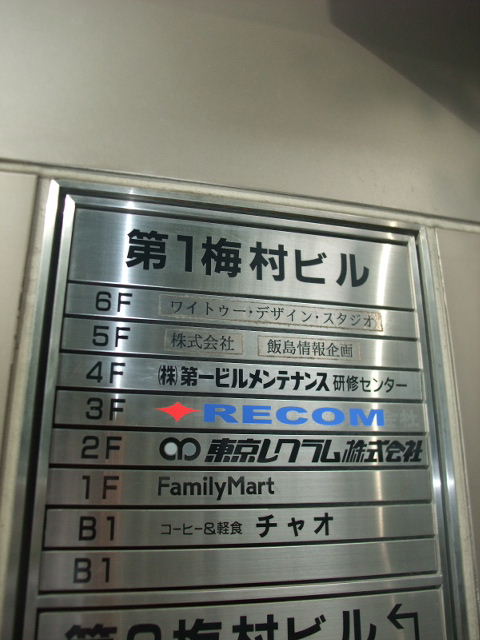 第1梅村ビル
6F ワイトゥー・デザイン・スタジオ
5F 株式会社 飯島情報企画
4F (株)第一ビルメンテナンス 研修センター
3F RECOM
2F 東京レクラム株式会社
1F FamilyMart
B1 コーヒー&軽食 チャオ
B1
村ビル